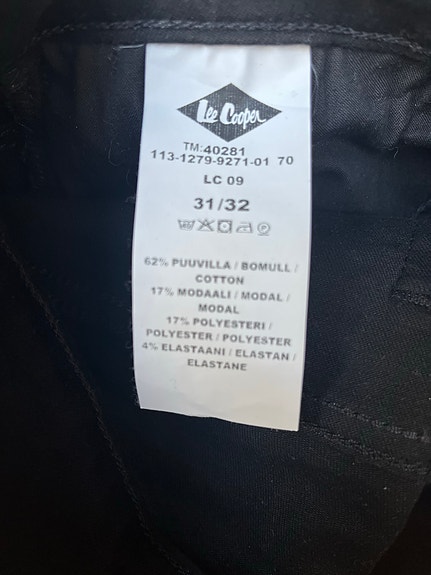 Lee Cooper
TM:40281
113-1279-9271-01 70
LC 09
31/32
62% PUUVILLA / BOMULL /
COTTON
17% MODAALI / MODAL /
MODAL
17% POLYESTERI /
POLYESTER / POLYESTER
4% ELASTAANI / ELASTAN /
ELASTANE